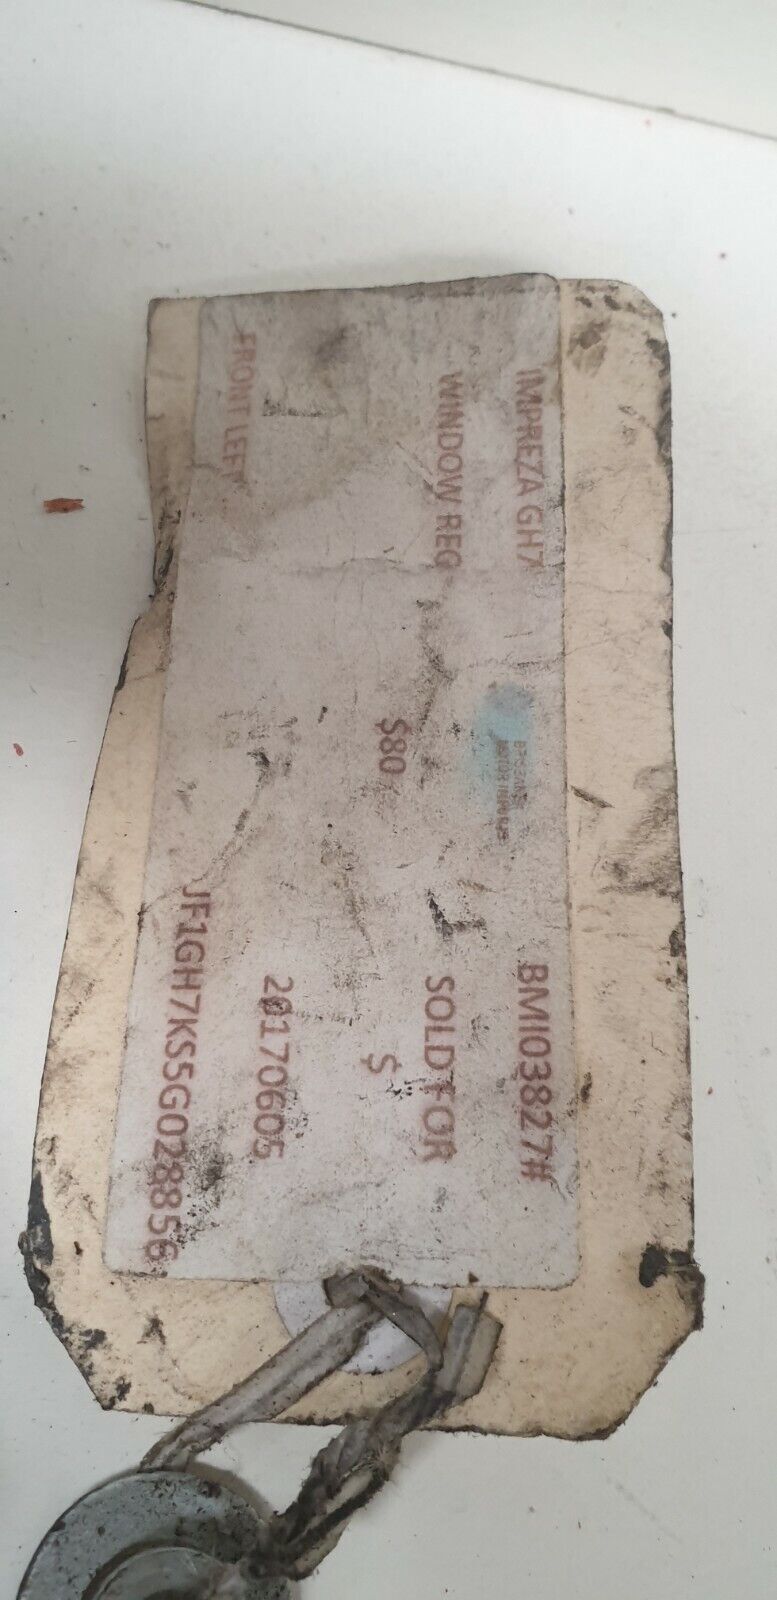 IMPREZA GH7 BMI03827#
WINDOW REG SOLD FOR
$80 $
20170605
FRONT LEFT JF1GH7KS5G028856